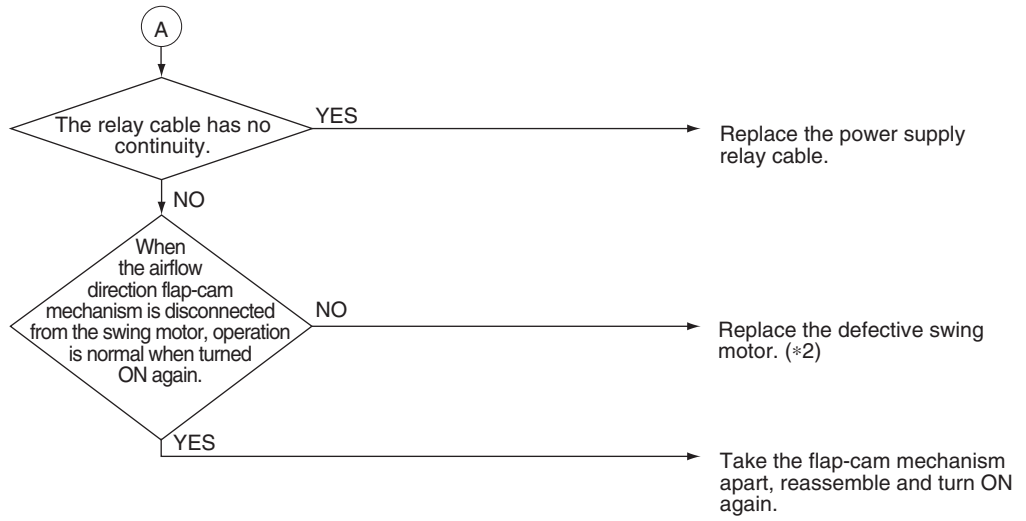 A
The relay cable has no
continuity.
YES
Replace the power supply
relay cable.
NO
When
the airflow
direction flap-cam
mechanism is disconnected
from the swing motor, operation
is normal when turned
ON again.
NO
Replace the defective swing
motor. (*2)
YES
Take the flap-cam mechanism
apart, reassemble and turn ON
again.